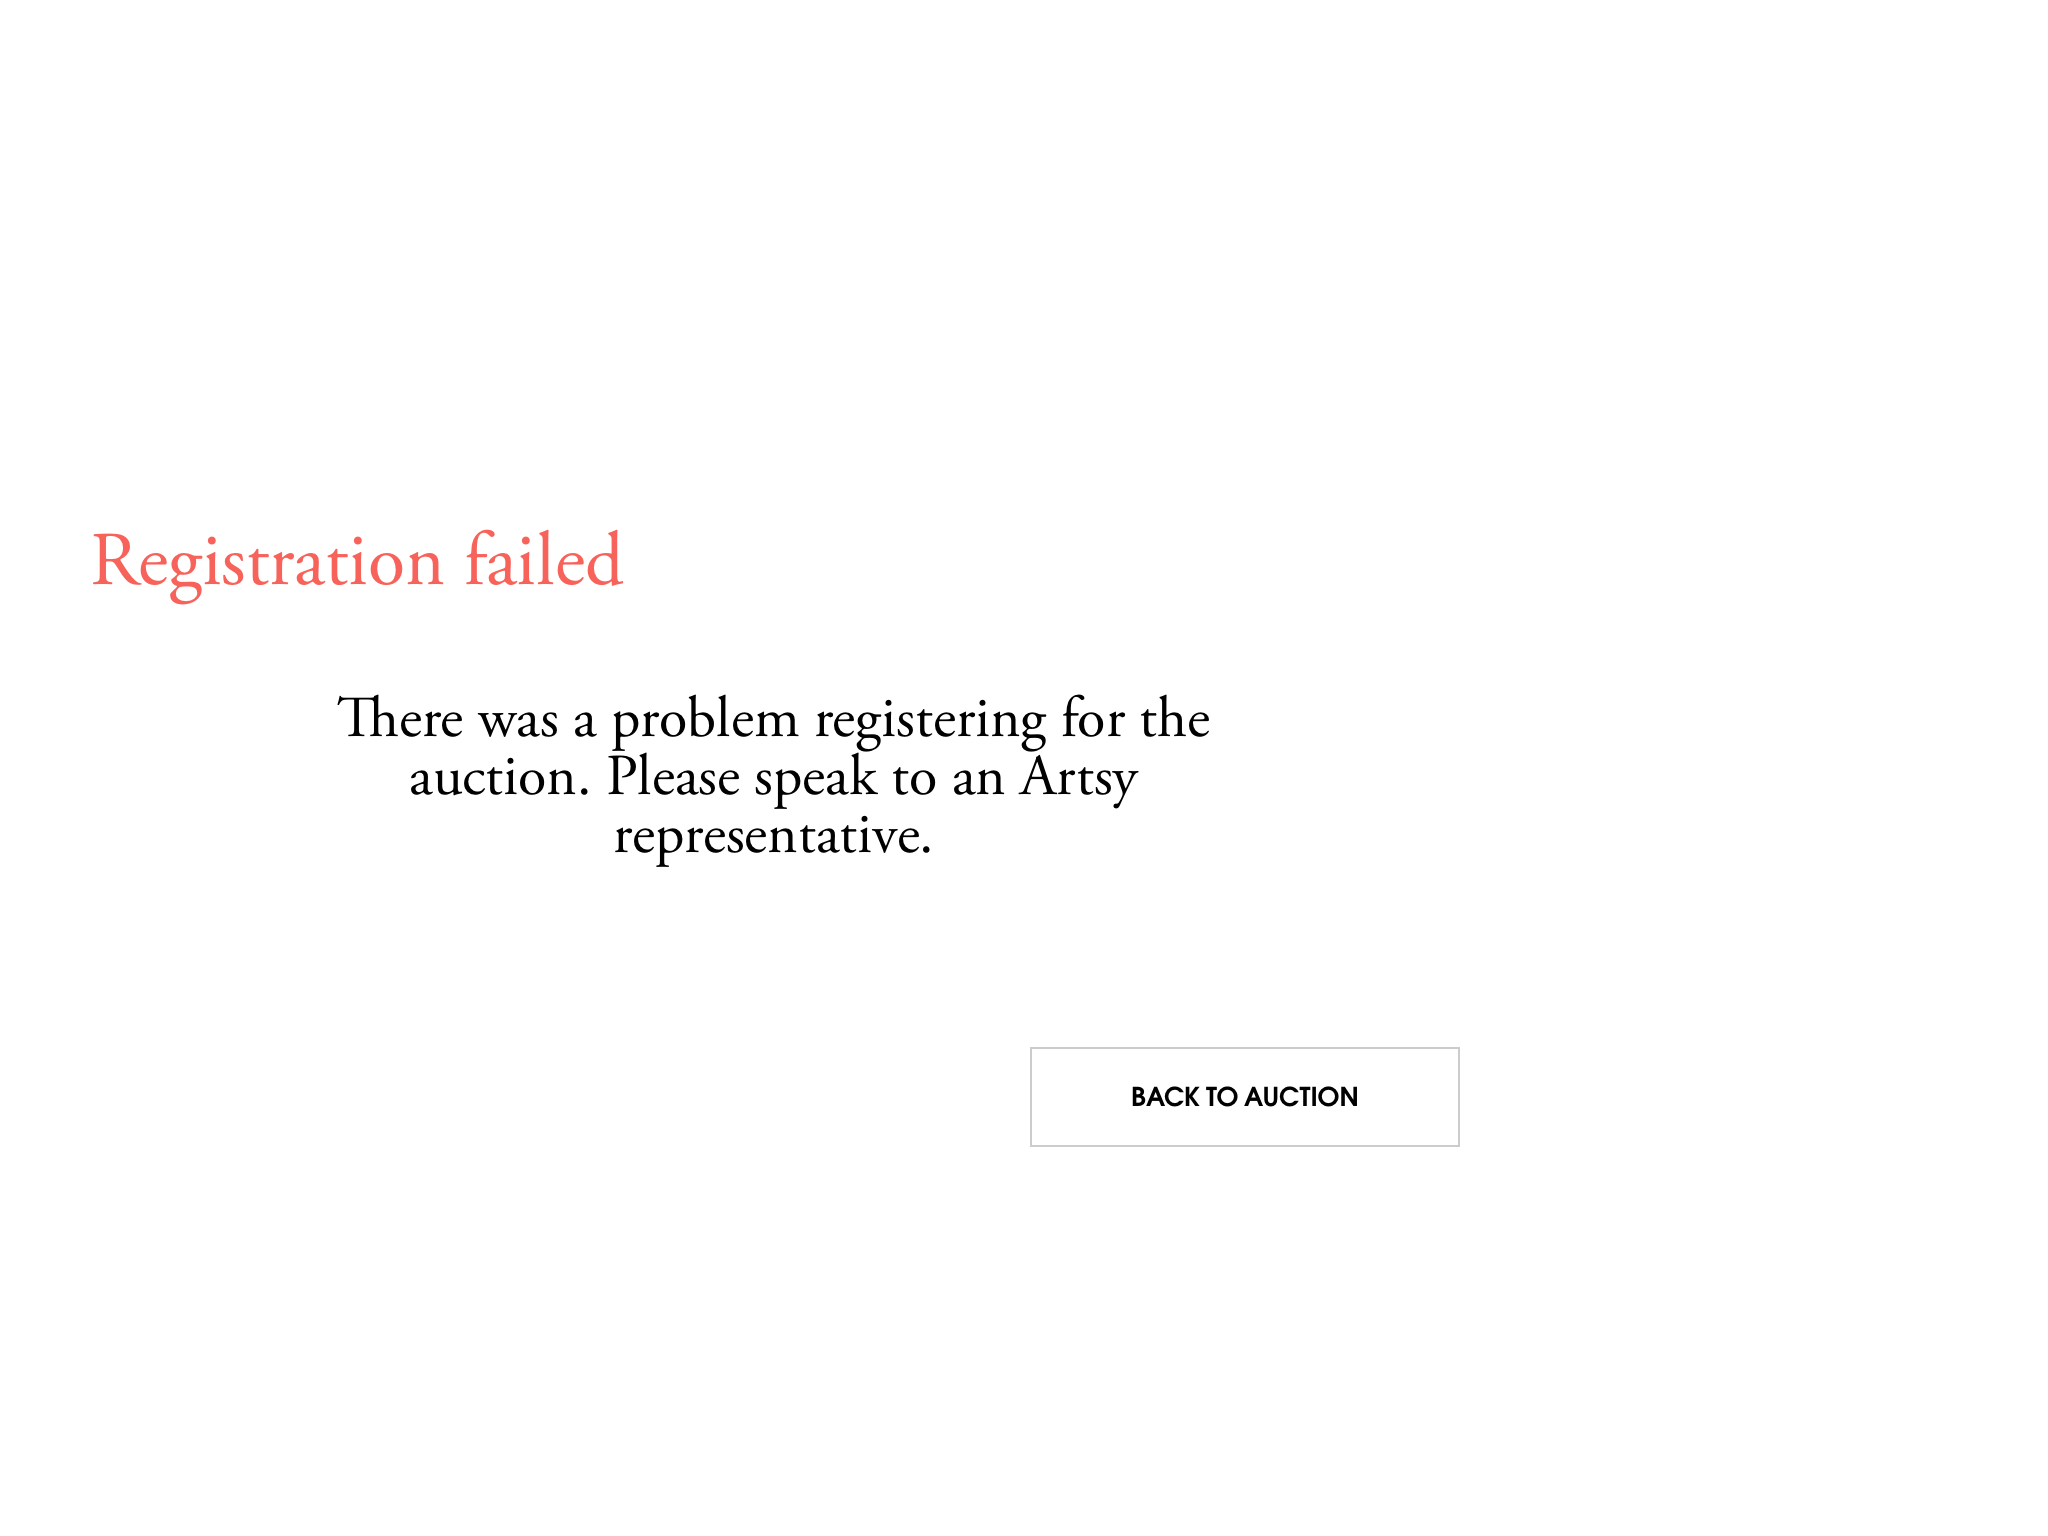 Registration failed
There was a problem registering for the
auction. Please speak to an Artsy
representative.
BACK TO AUCTION